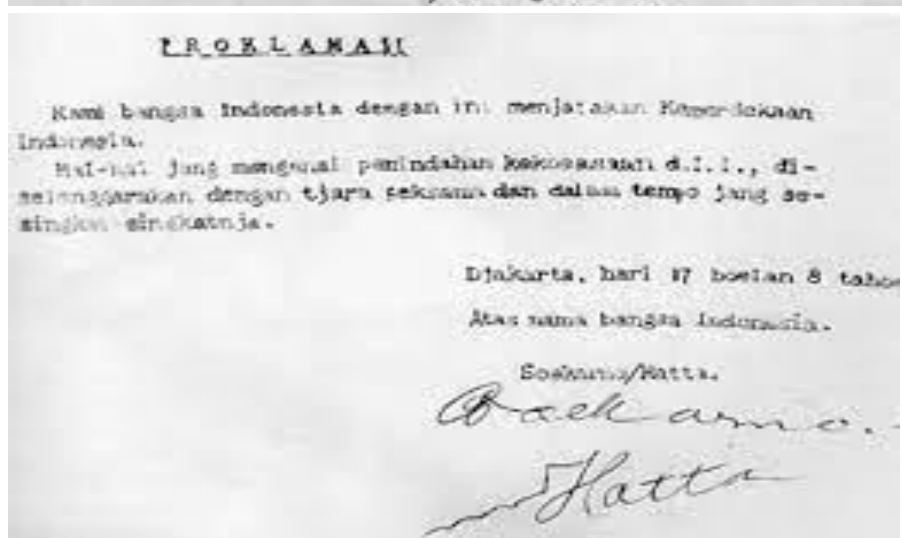 PROKLAMASI
Kami bangsa Indonesia dengan ini menjatakan Kemerdekaan
Indonesia.
Hal-hal jang mengenai pemindahan kekoeasaan d.l.l., di-
selenggarakan dengan tjara seksama dan dalam tempo jang se-
singkat-singkatnja.
Djakarta, hari 17 boelan 8 tahoe
Atas nama bangsa Indonesia.
Soekarno/Hatta.
Soekarno.
Hatta